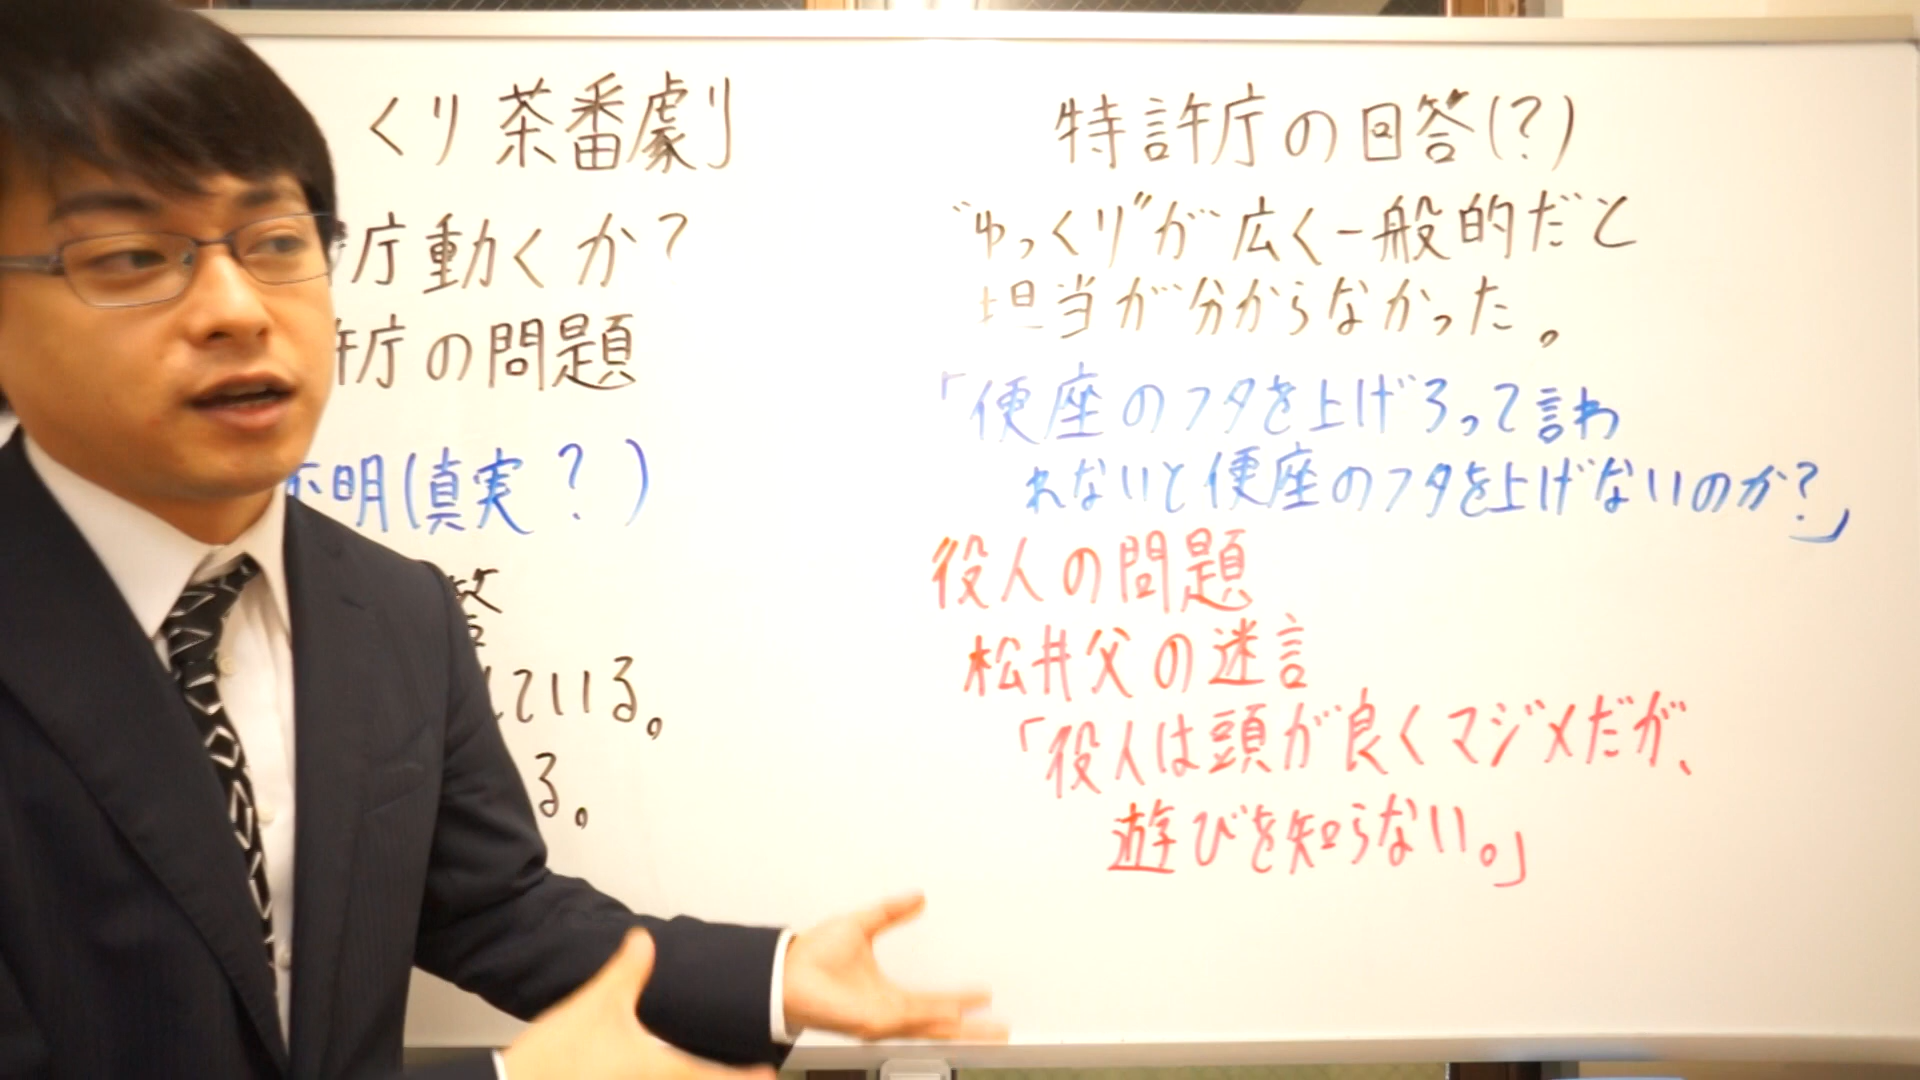 くり茶番劇
庁動くか?
許庁の問題
不明(真実?)
ている。
る。
特許庁の回答(?)
“ゆっくり”が広く一般的だと
担当が分からなかった。
「便座のフタを上げろって言わ
れないと便座のフタを上げないのか?」
役人の問題
松井父の迷言
「役人は頭が良くマジメだが、
遊びを知らない。」